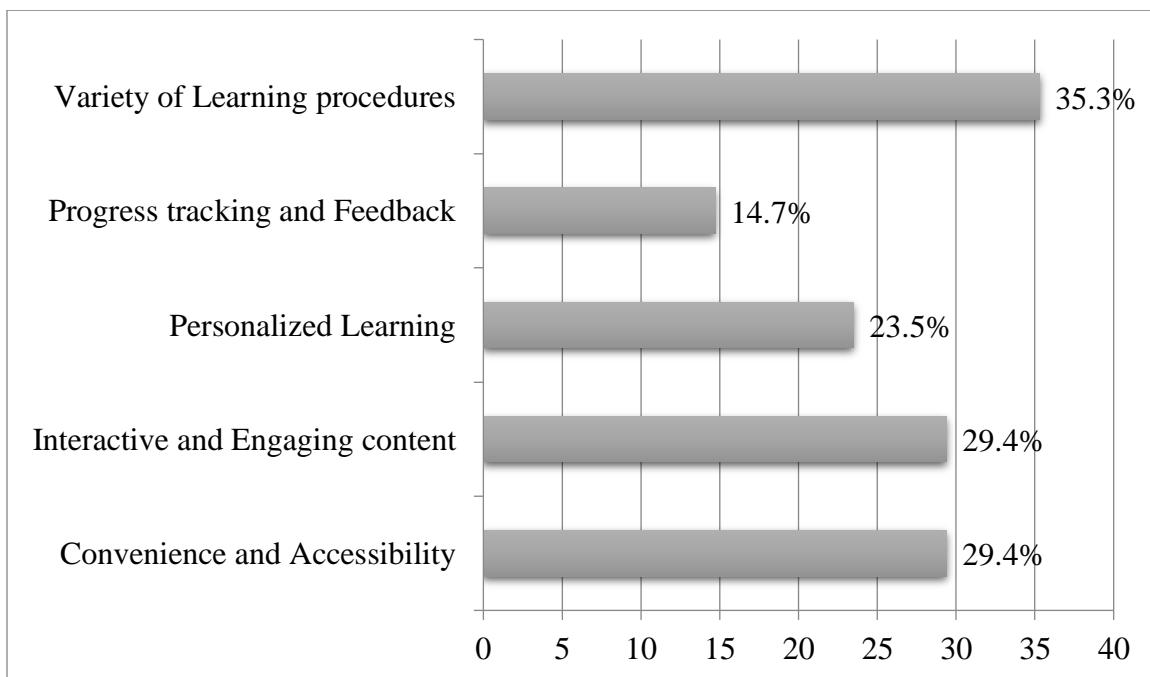 Variety of Learning procedures
35.3%
Progress tracking and Feedback
14.7%
Personalized Learning
23.5%
Interactive and Engaging content
29.4%
Convenience and Accessibility
29.4%
0 5 10 15 20 25 30 35 40